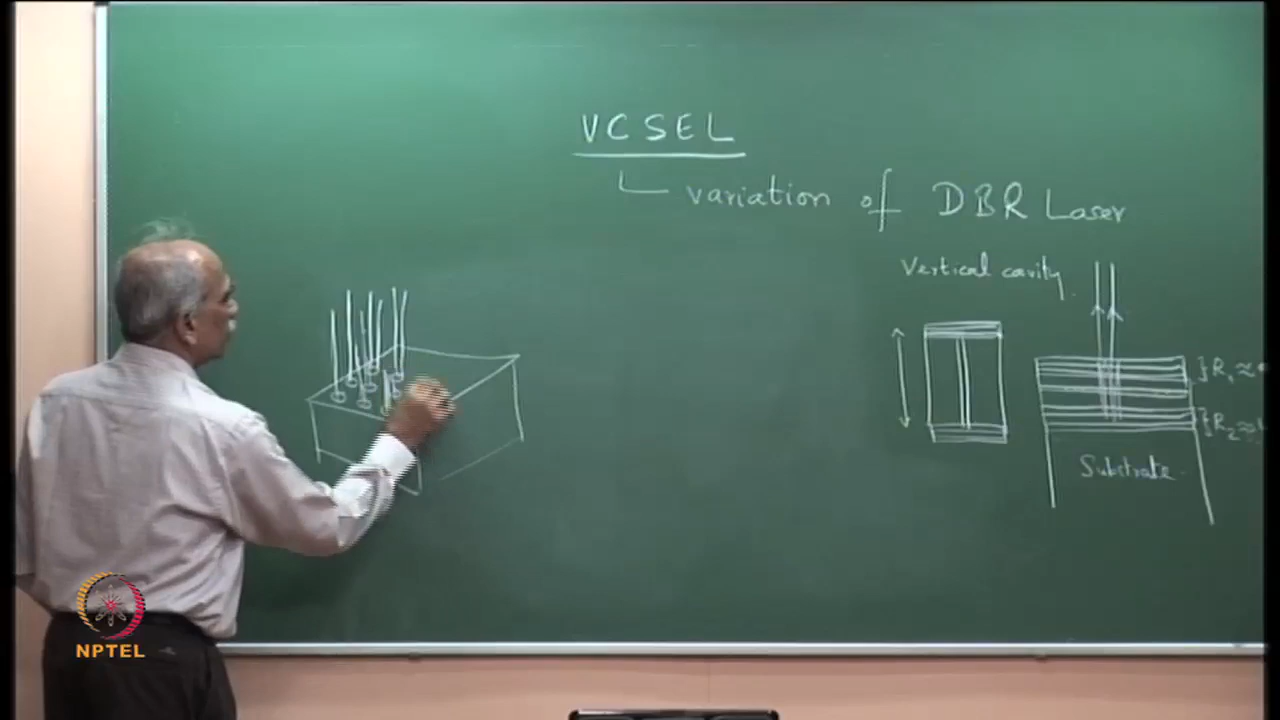 VCSEL
variation of DBR Laser
Vertical cavity
} R₁ ≈
} R₂ ≈
Substrate
NPTEL